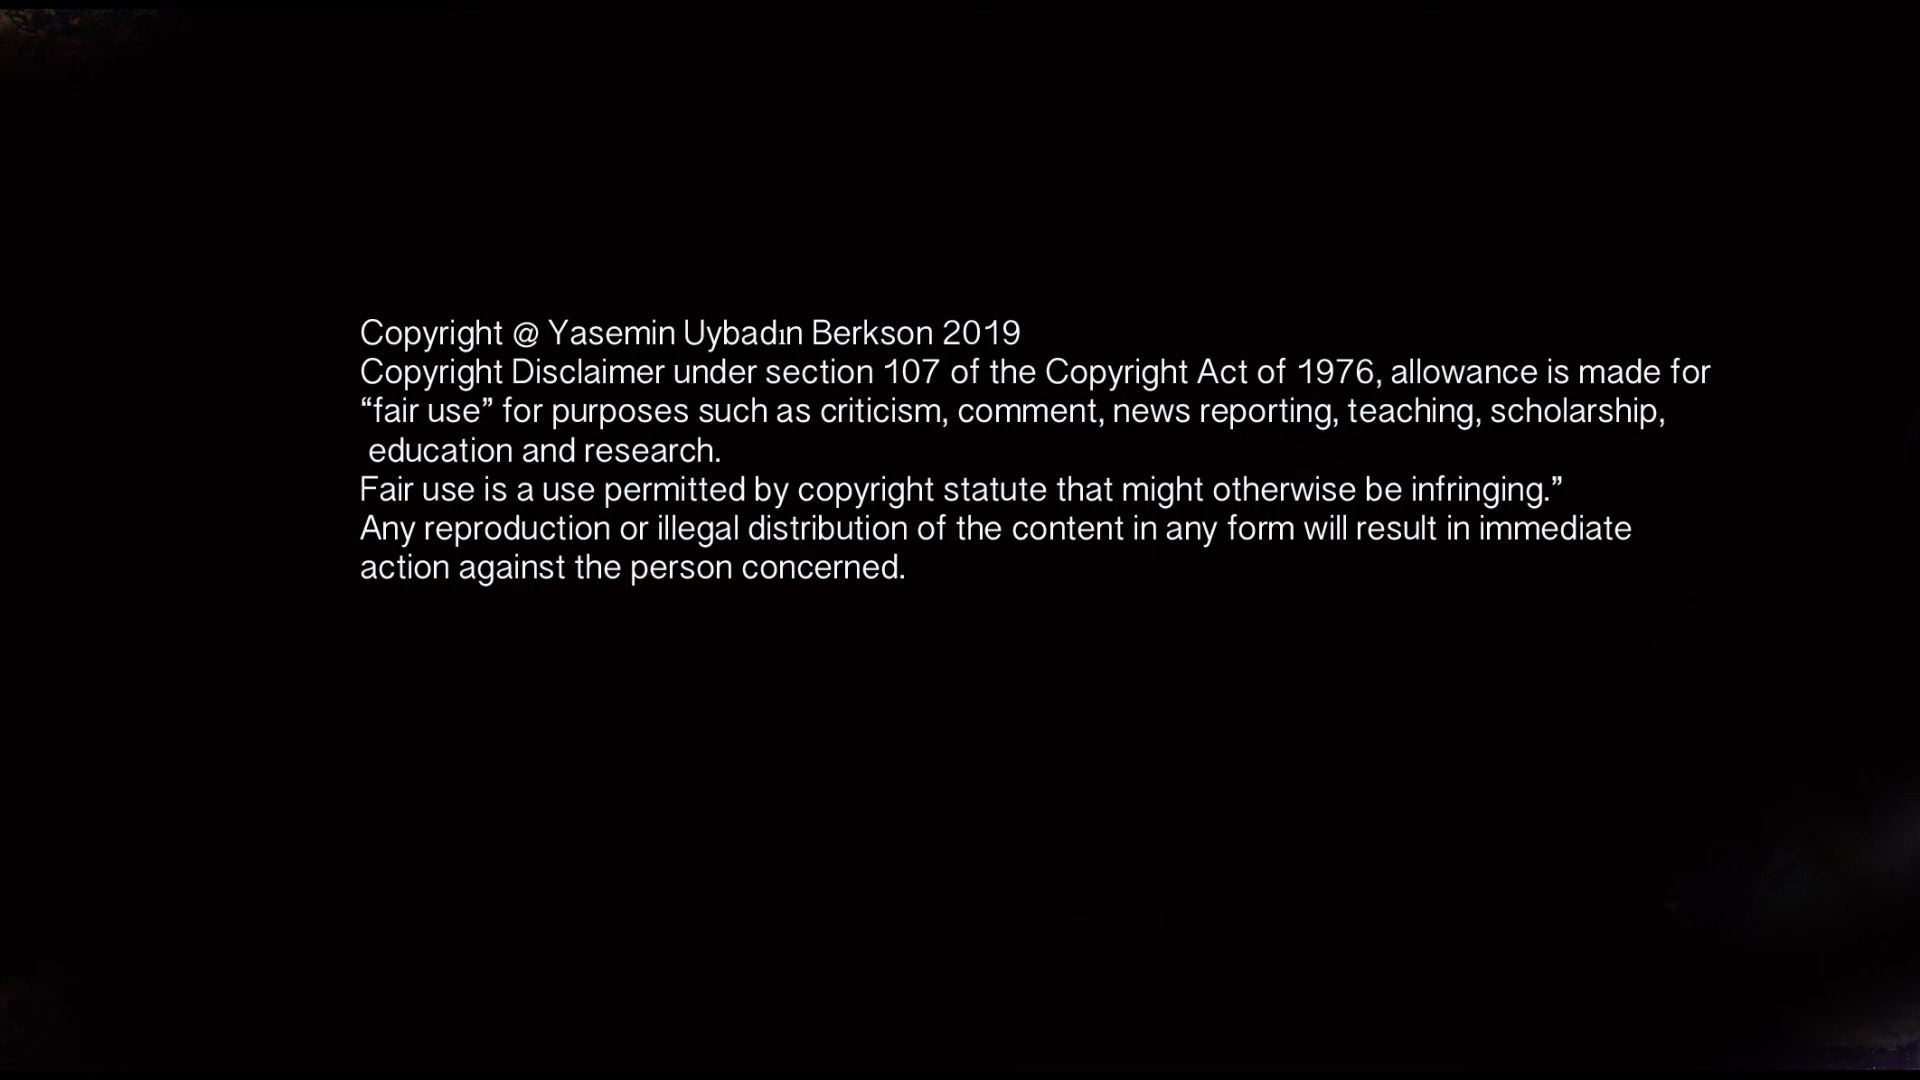 Copyright @ Yasemin Uybadın Berkson 2019
Copyright Disclaimer under section 107 of the Copyright Act of 1976, allowance is made for
“fair use” for purposes such as criticism, comment, news reporting, teaching, scholarship,
education and research.
Fair use is a use permitted by copyright statute that might otherwise be infringing.”
Any reproduction or illegal distribution of the content in any form will result in immediate
action against the person concerned.